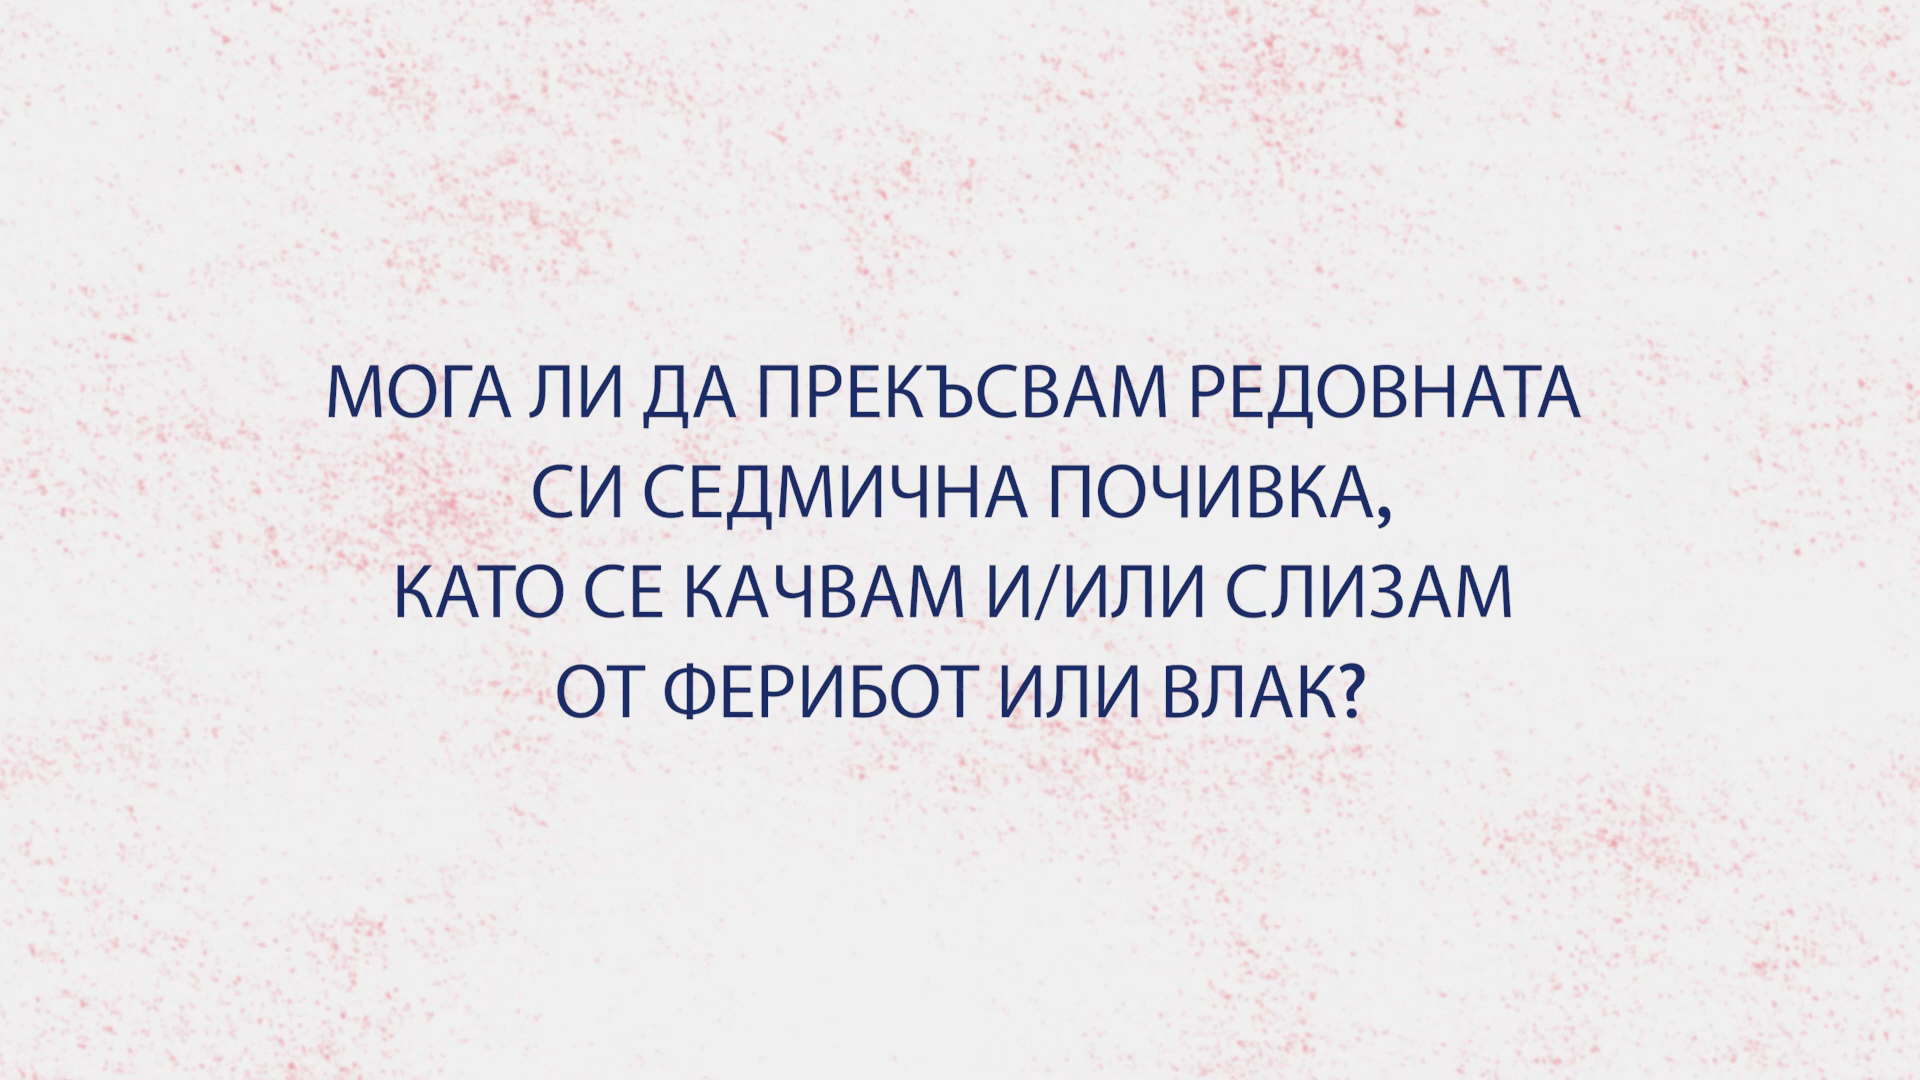 МОГА ЛИ ДА ПРЕКЪСВАМ РЕДОВНАТА
СИ СЕДМИЧНА ПОЧИВКА,
КАТО СЕ КАЧВАМ И/ИЛИ СЛИЗАМ
ОТ ФЕРИБОТ ИЛИ ВЛАК?